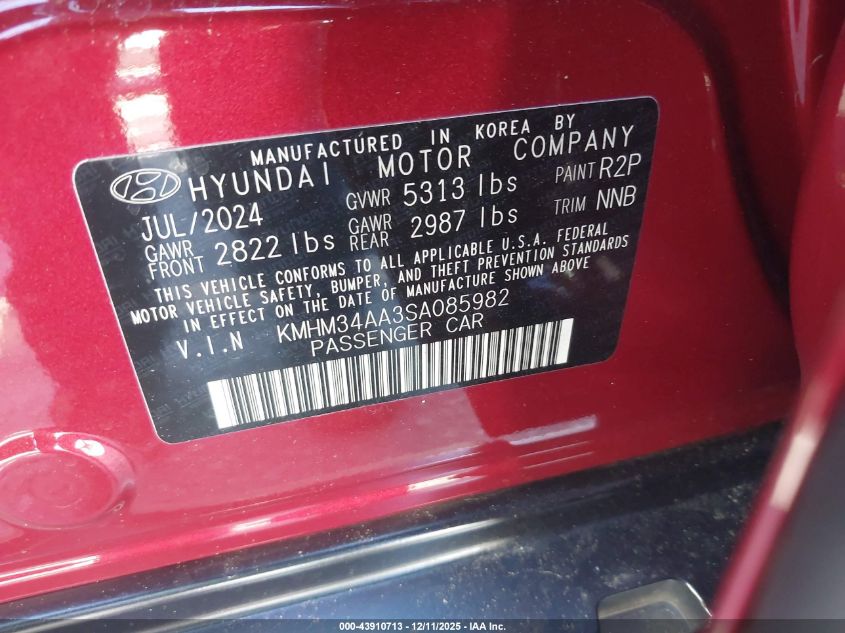 MANUFACTURED IN KOREA BY
HYUNDAI MOTOR COMPANY
JUL/2024 GVWR 5313 lbs PAINT R2P
GAWR FRONT 2822 lbs GAWR REAR 2987 lbs TRIM NNB
THIS VEHICLE CONFORMS TO ALL APPLICABLE U.S.A. FEDERAL
MOTOR VEHICLE SAFETY, BUMPER, AND THEFT PREVENTION STANDARDS
IN EFFECT ON THE DATE OF MANUFACTURE SHOWN ABOVE
V.I.N KMHM34AA3SA085982
PASSENGER CAR
000-43910713 - 12/11/2025 - IAA Inc.